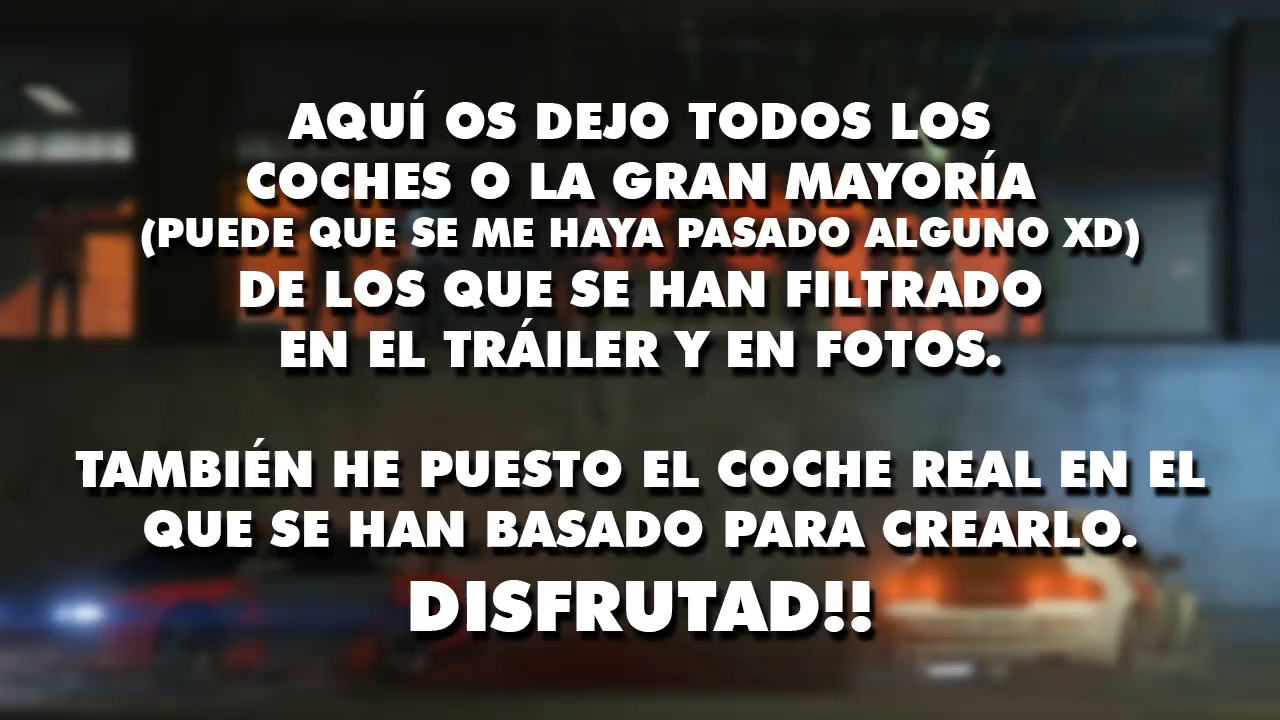 AQUÍ OS DEJO TODOS LOS
COCHES O LA GRAN MAYORÍA
(PUEDE QUE SE ME HAYA PASADO ALGUNO XD)
DE LOS QUE SE HAN FILTRADO
EN EL TRÁILER Y EN FOTOS.
TAMBIÉN HE PUESTO EL COCHE REAL EN EL
QUE SE HAN BASADO PARA CREARLO.
DISFRUTAD!!